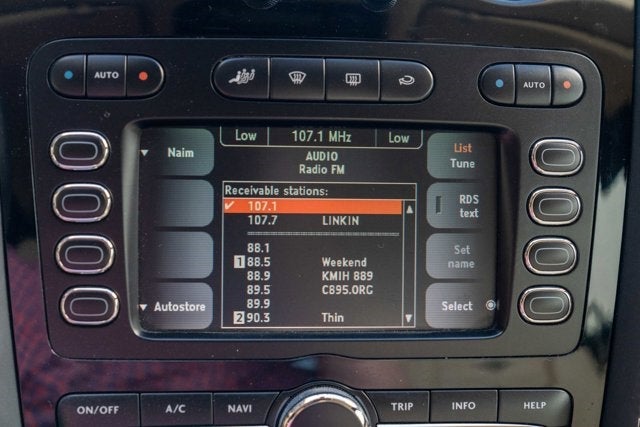 AUTO
AUTO
Low 107.1 MHz Low
AUDIO
Radio FM
Naim
List
Tune
Receivable stations:
107.1
107.7 LINKIN
88.1
1 88.5 Weekend
88.9 KMIH 889
89.5 C895.ORG
89.9
2 90.3 Thin
RDS
text
Set
name
Autostore
Select
ON/OFF A/C NAVI TRIP INFO HELP